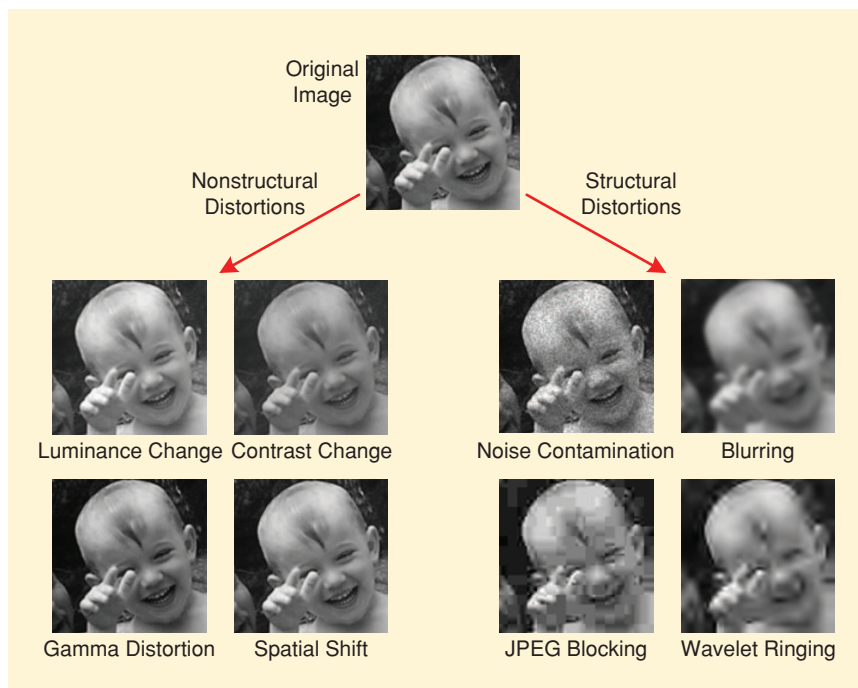 Original
Image
Nonstructural
Distortions
Structural
Distortions
Luminance Change
Contrast Change
Noise Contamination
Blurring
Gamma Distortion
Spatial Shift
JPEG Blocking
Wavelet Ringing